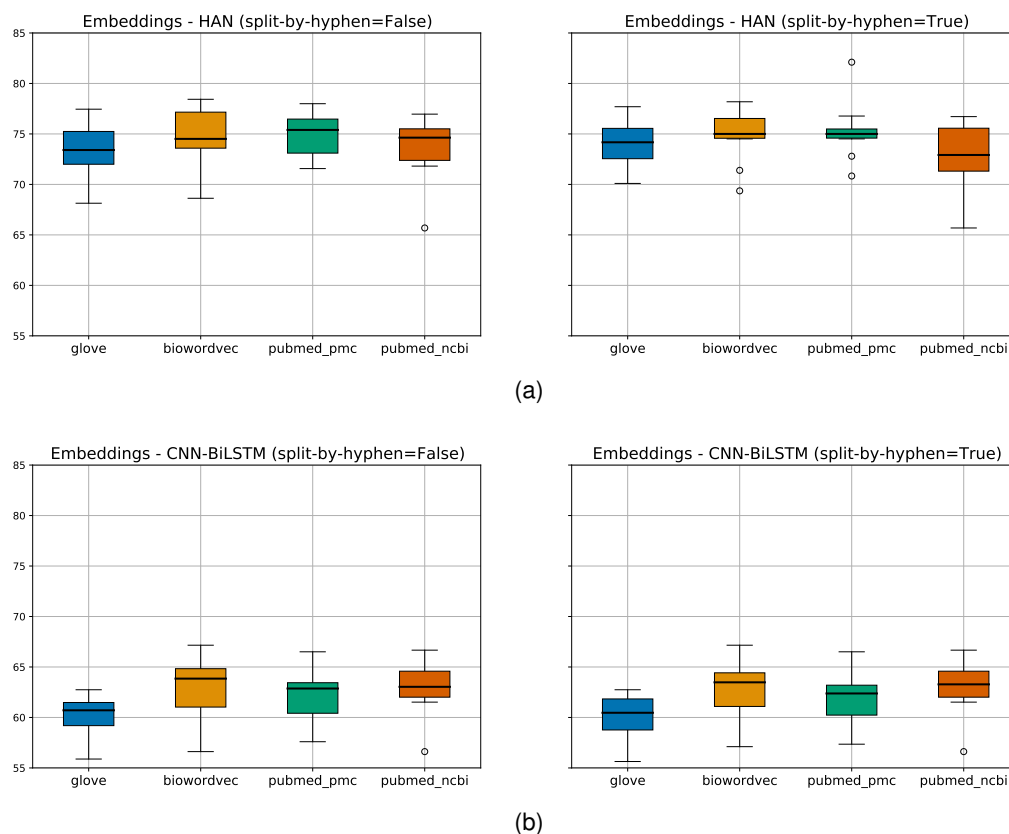 Embeddings - HAN (split-by-hyphen=False)
85
80
75
70
65
60
55
glove biowordvec pubmed_pmc pubmed_ncbi
Embeddings - HAN (split-by-hyphen=True)
glove biowordvec pubmed_pmc pubmed_ncbi
(a)
Embeddings - CNN-BiLSTM (split-by-hyphen=False)
85
80
75
70
65
60
55
glove biowordvec pubmed_pmc pubmed_ncbi
Embeddings - CNN-BiLSTM (split-by-hyphen=True)
glove biowordvec pubmed_pmc pubmed_ncbi
(b)